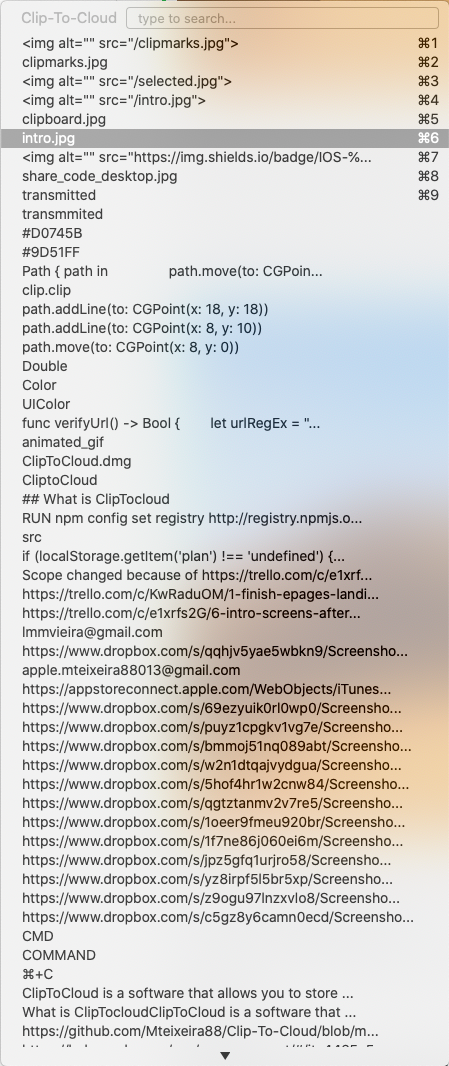 Clip-To-Cloud type to search...
<img alt="" src="/clipmarks.jpg"> ⌘1
clipmarks.jpg ⌘2
<img alt="" src="/selected.jpg"> ⌘3
<img alt="" src="/intro.jpg"> ⌘4
clipboard.jpg ⌘5
intro.jpg ⌘6
<img alt="" src="https://img.shields.io/badge/IOS-%... ⌘7
share_code_desktop.jpg ⌘8
transmitted ⌘9
transmmited
#D0745B
#9D51FF
Path { path in path.move(to: CGPoin...
clip.clip
path.addLine(to: CGPoint(x: 18, y: 18))
path.addLine(to: CGPoint(x: 8, y: 10))
path.move(to: CGPoint(x: 8, y: 0))
Double
Color
UIColor
func verifyUrl() -> Bool { let urlRegEx = "...
animated_gif
ClipToCloud.dmg
CliptoCloud
## What is ClipTocloud
RUN npm config set registry http://registry.npmjs.o...
src
if (localStorage.getItem('plan') !== 'undefined') {...
Scope changed because of https://trello.com/c/e1xrf...
https://trello.com/c/KwRaduOM/1-finish-epages-landi...
https://trello.com/c/e1xrfs2G/6-intro-screens-after...
lmmvieira@gmail.com
https://www.dropbox.com/s/qqhjv5yae5wbkn9/Screensho...
apple.mteixeira88013@gmail.com
https://appstoreconnect.apple.com/WebObjects/iTunes...
https://www.dropbox.com/s/69ezyuik0rl0wp0/Screensho...
https://www.dropbox.com/s/puyz1cpgkv1vg7e/Screensho...
https://www.dropbox.com/s/bmmoj51nq089abt/Screensho...
https://www.dropbox.com/s/w2n1dtqajvydgua/Screensho...
https://www.dropbox.com/s/5hof4hr1w2cnw84/Screensho...
https://www.dropbox.com/s/qgtztanmv2v7re5/Screensho...
https://www.dropbox.com/s/1oeer9fmeu920br/Screensho...
https://www.dropbox.com/s/1f7ne86j060ei6m/Screensho...
https://www.dropbox.com/s/jpz5gfq1urjro58/Screensho...
https://www.dropbox.com/s/yz8irpf5l5br5xp/Screensho...
https://www.dropbox.com/s/z9ogu97lnzxvlo8/Screensho...
https://www.dropbox.com/s/c5gz8y6camn0ecd/Screensho...
CMD
COMMAND
⌘+C
ClipToCloud is a software that allows you to store ...
What is ClipTocloudClipToCloud is a software that ...
https://github.com/Mteixeira88/Clip-To-Cloud/blob/m...